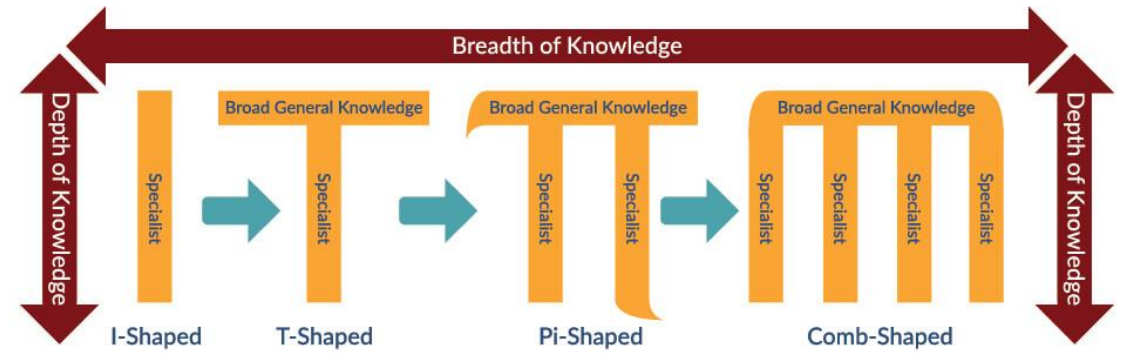 Breadth of Knowledge
Depth of Knowledge
Specialist
I-Shaped
Broad General Knowledge
Specialist
T-Shaped
Broad General Knowledge
Specialist
Specialist
Pi-Shaped
Broad General Knowledge
Specialist
Specialist
Specialist
Specialist
Comb-Shaped
Depth of Knowledge